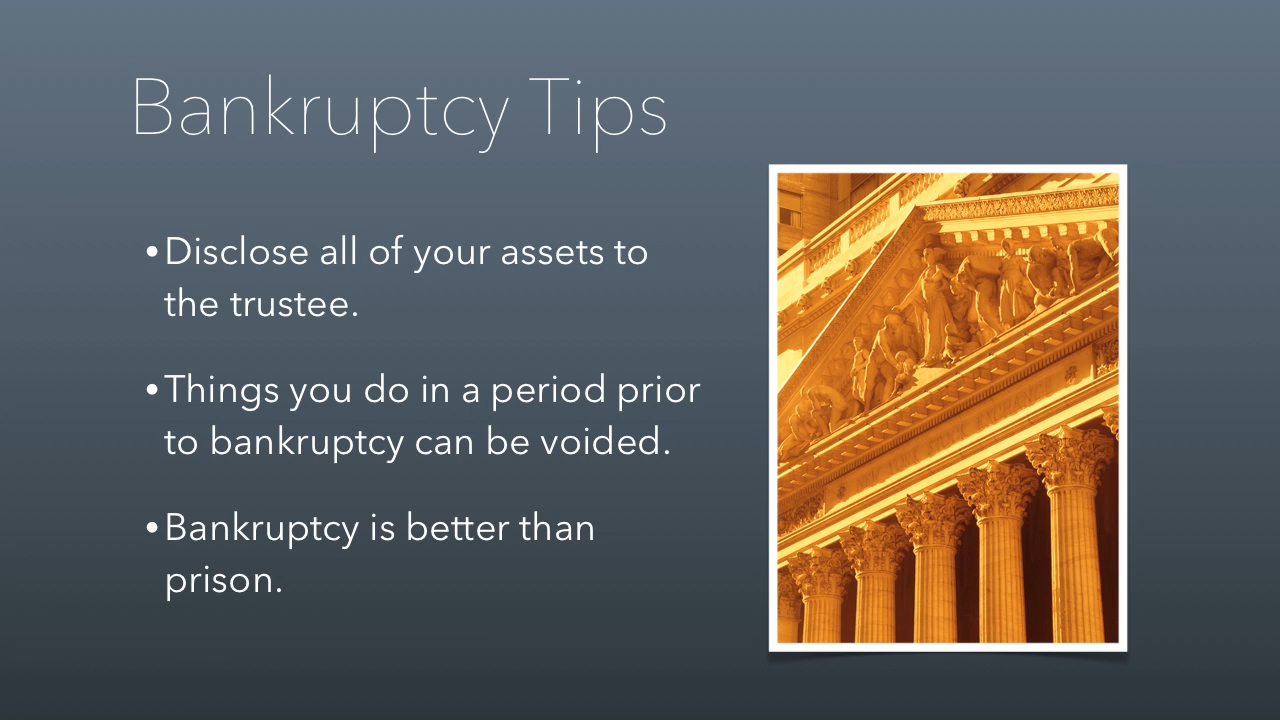 Bankruptcy Tips
•Disclose all of your assets to
the trustee.
•Things you do in a period prior
to bankruptcy can be voided.
•Bankruptcy is better than
prison.